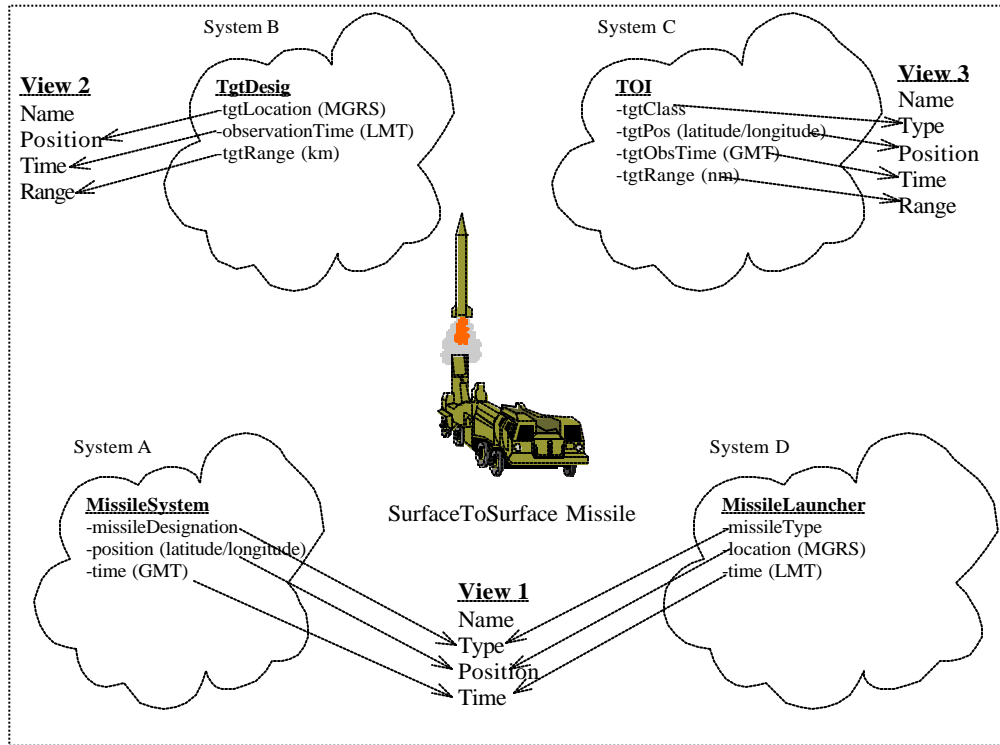 System B
System C
View 2
Name
Position
Time
Range
TgtDesig
-tgtLocation (MGRS)
-observationTime (LMT)
-tgtRange (km)
TOI
-tgtClass
-tgtPos (latitude/longitude)
-tgtObsTime (GMT)
-tgtRange (nm)
View 3
Name
Type
Position
Time
Range
System A
MissileSystem
-missileDesignation
-position (latitude/longitude)
-time (GMT)
SurfaceToSurface Missile
System D
MissileLauncher
-missileType
-location (MGRS)
-time (LMT)
View 1
Name
Type
Position
Time